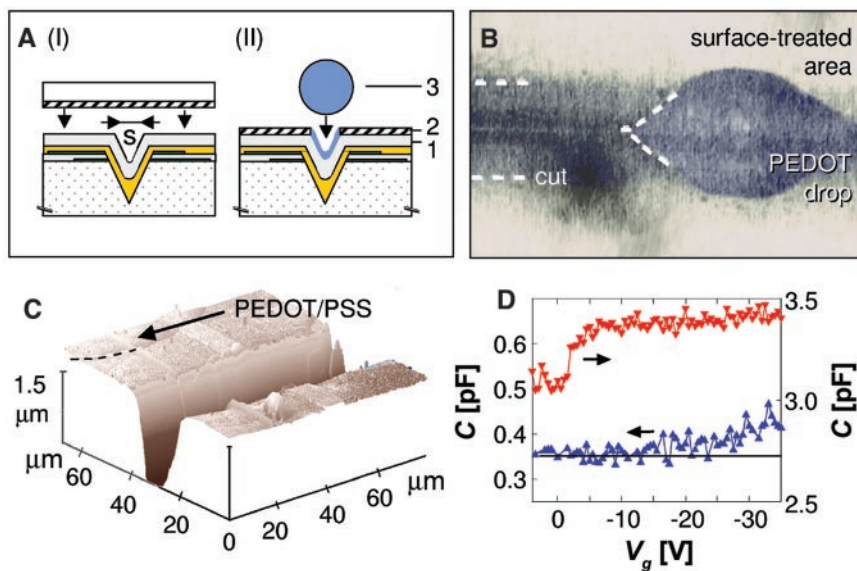 A (I) (II)
S
3
2
1
B
surface-treated
area
cut
PEDOT
drop
C
PEDOT/PSS
1.5
μm
μm
60
40
20
0
20
40
60
μm
D
3.5
0.6
0.5
C [pF]
3.0
C [pF]
0.4
0.3
2.5
0 -10 -20 -30
Vg [V]